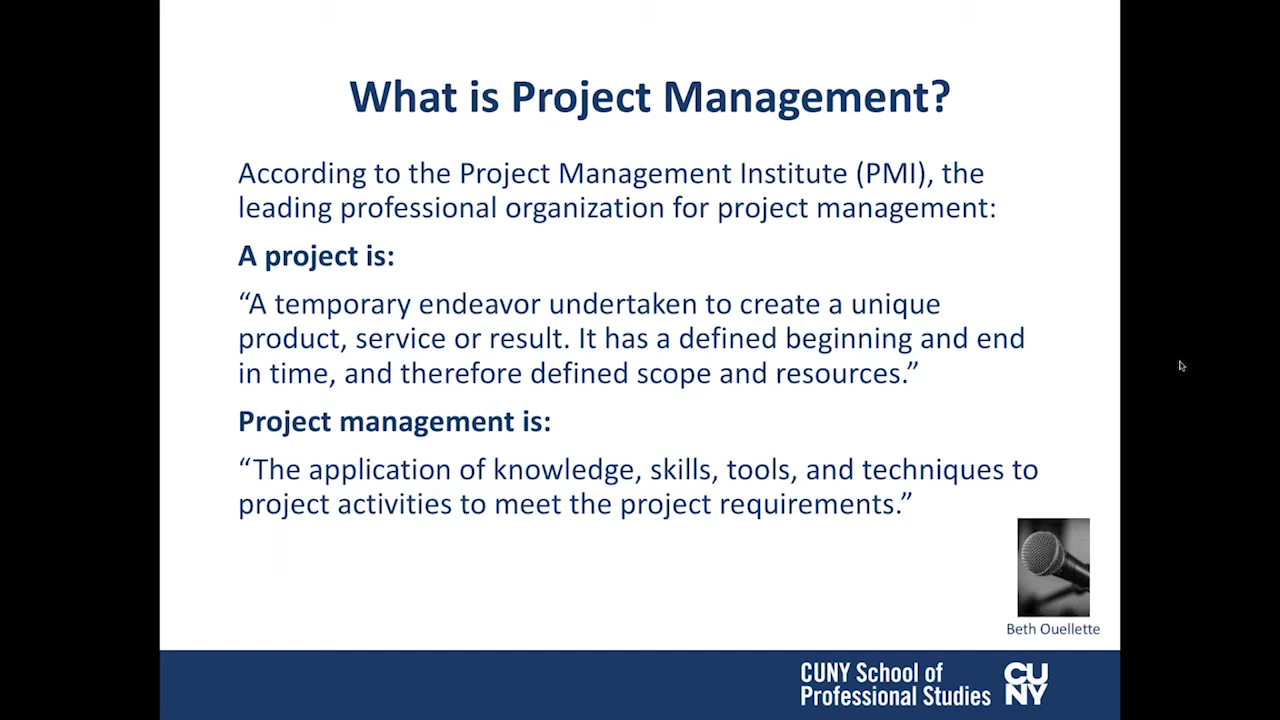 What is Project Management?
According to the Project Management Institute (PMI), the
leading professional organization for project management:
A project is:
“A temporary endeavor undertaken to create a unique
product, service or result. It has a defined beginning and end
in time, and therefore defined scope and resources.”
Project management is:
“The application of knowledge, skills, tools, and techniques to
project activities to meet the project requirements.”
Beth Ouellette
CUNY School of
Professional Studies
CU
NY